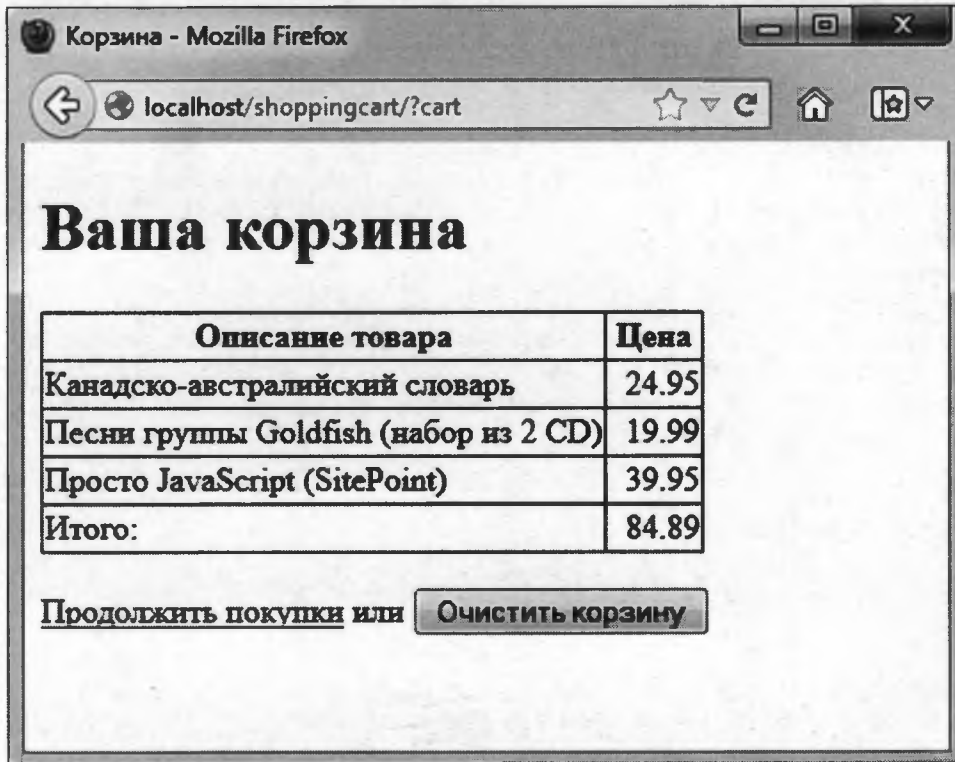 Корзина - Mozilla Firefox
localhost/shoppingcart/?cart
Ваша корзина
Описание товара Цена
Канадско-австралийский словарь 24.95
Песни группы Goldfish (набор из 2 CD) 19.99
Просто JavaScript (SitePoint) 39.95
Итого: 84.89
Продолжить покупки или Очистить корзину